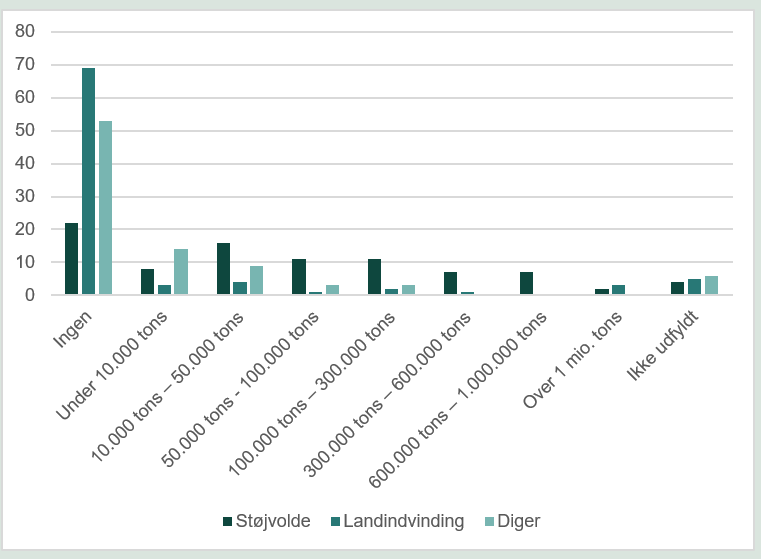 80
70
60
50
40
30
20
10
0
Ingen
Under 10.000 tons
10.000 tons – 50.000 tons
50.000 tons - 100.000 tons
100.000 tons – 300.000 tons
300.000 tons – 600.000 tons
600.000 tons – 1.000.000 tons
Over 1 mio. tons
Ikke udfyldt
Støjvolde Landindvinding Diger